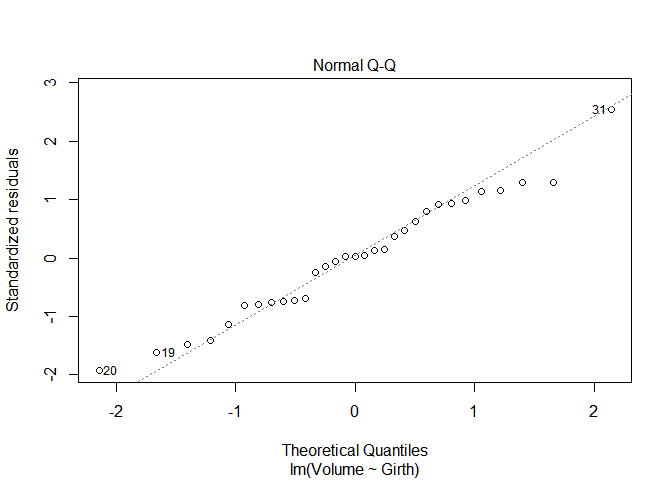 Normal Q-Q
Standardized residuals
3
2
1
0
-1
-2
31
19
20
-2 -1 0 1 2
Theoretical Quantiles
lm(Volume ~ Girth)